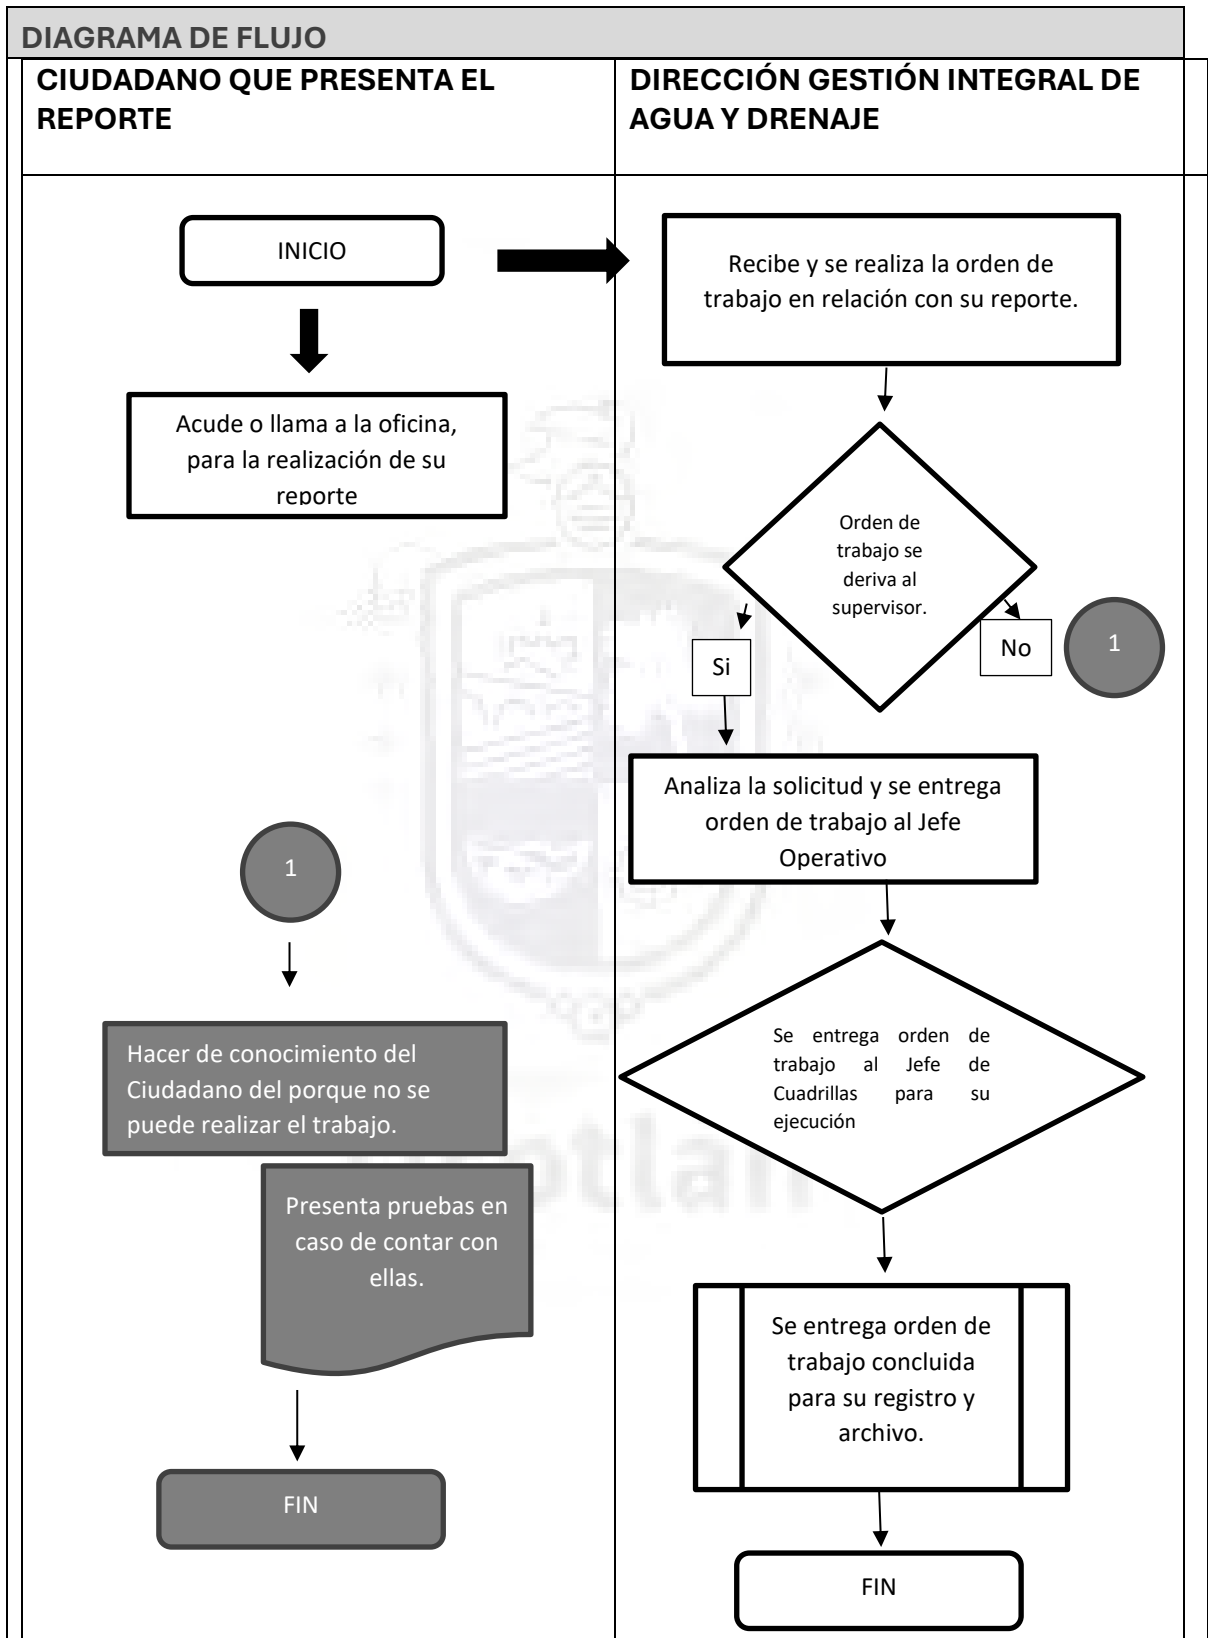 DIAGRAMA DE FLUJO
CIUDADANO QUE PRESENTA EL
REPORTE
DIRECCIÓN GESTIÓN INTEGRAL DE
AGUA Y DRENAJE
INICIO
Acude o llama a la oficina,
para la realización de su
reporte
Recibe y se realiza la orden de
trabajo en relación con su reporte.
Orden de
trabajo se
deriva al
supervisor.
Si
No
1
Analiza la solicitud y se entrega
orden de trabajo al Jefe
Operativo
1
Hacer de conocimiento del
Ciudadano del porque no se
puede realizar el trabajo.
Presenta pruebas en
caso de contar con
ellas.
FIN
Se entrega orden de
trabajo al Jefe de
Cuadrillas para su
ejecución
Se entrega orden de
trabajo concluida
para su registro y
archivo.
FIN